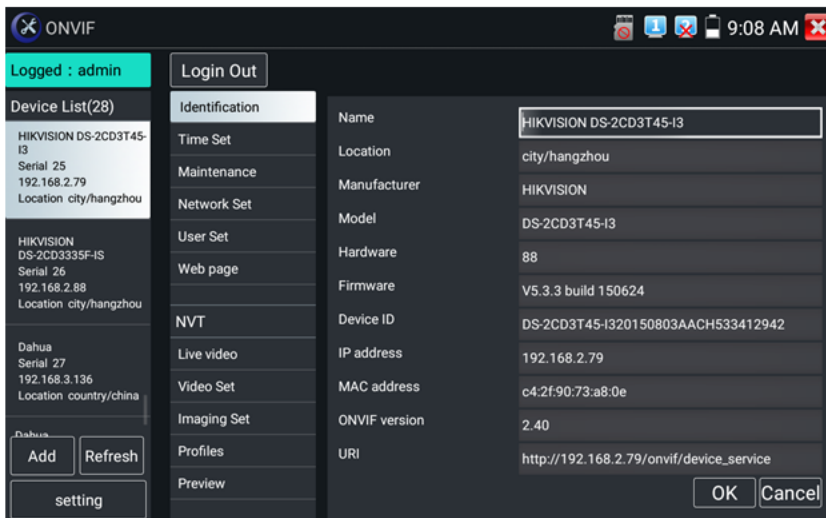 ONVIF
1
9:08 AM
Logged : admin
Login Out
Device List(28)
HIKVISION DS-2CD3T45-
I3
Serial 25
192.168.2.79
Location city/hangzhou
HIKVISION
DS-2CD3335F-IS
Serial 26
192.168.2.88
Location city/hangzhou
Dahua
Serial 27
192.168.3.136
Location country/china
Dahua
Add
Refresh
setting
Identification
Time Set
Maintenance
Network Set
User Set
Web page
NVT
Live video
Video Set
Imaging Set
Profiles
Preview
Name HIKVISION DS-2CD3T45-I3
Location city/hangzhou
Manufacturer HIKVISION
Model DS-2CD3T45-I3
Hardware 88
Firmware V5.3.3 build 150624
Device ID DS-2CD3T45-I320150803AACH533412942
IP address 192.168.2.79
MAC address c4:2f:90:73:a8:0e
ONVIF version 2.40
URI http://192.168.2.79/onvif/device_service
OK
Cancel